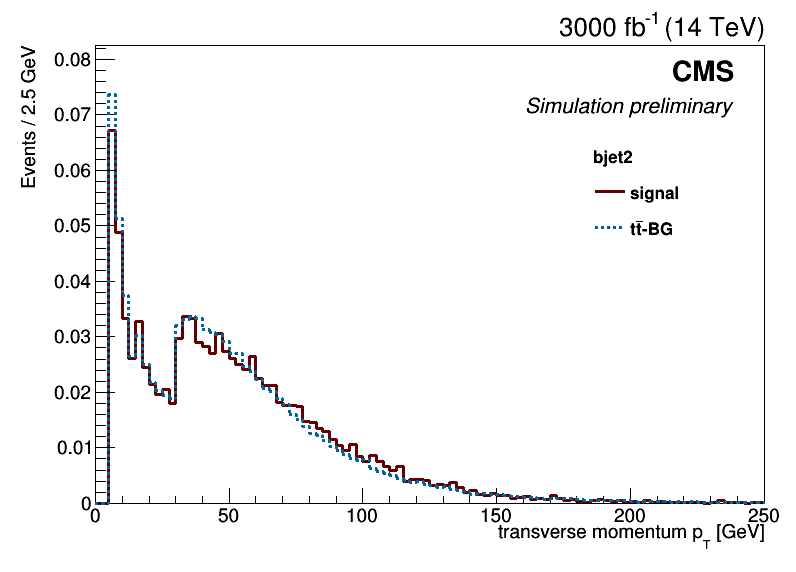 3000 fb⁻¹ (14 TeV)
Events / 2.5 GeV
0.08
0.07
0.06
0.05
0.04
0.03
0.02
0.01
0
CMS
Simulation preliminary
bjet2
signal
tt̅-BG
0 50 100 150 200 250
transverse momentum p_T [GeV]